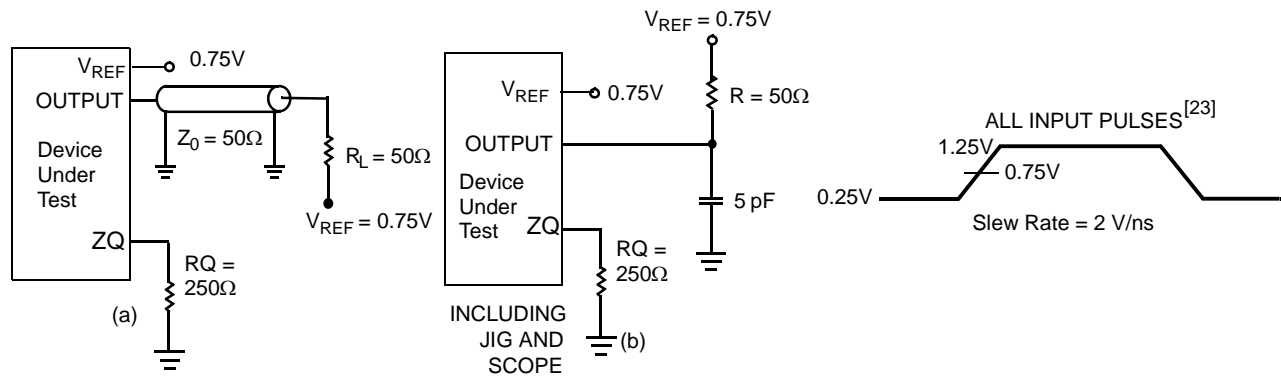 V_REF
0.75V
OUTPUT
Z_0 = 50Ω
Device
Under
Test
R_L = 50Ω
V_REF = 0.75V
ZQ
RQ =
250Ω
(a)
V_REF = 0.75V
V_REF
0.75V
R = 50Ω
OUTPUT
Device
Under
Test
5 pF
ZQ
RQ =
250Ω
INCLUDING
JIG AND
SCOPE
(b)
ALL INPUT PULSES[23]
1.25V
0.75V
0.25V
Slew Rate = 2 V/ns